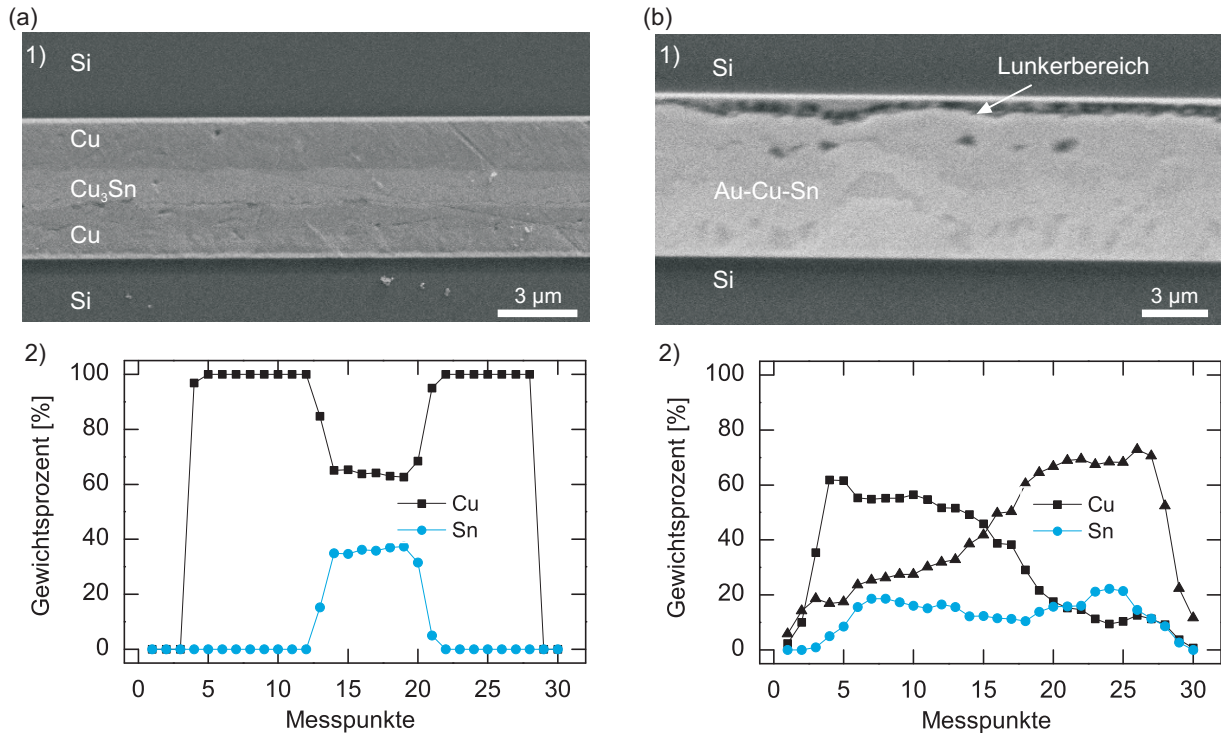 (a)
1)
Si
Cu
Cu₃Sn
Cu
Si
3 µm
2)
Gewichtsprozent [%]
100
80
60
40
20
0
Cu
Sn
0 5 10 15 20 25 30
Messpunkte
(b)
1)
Si
Lunkerbereich
Au-Cu-Sn
Si
3 µm
2)
Gewichtsprozent [%]
100
80
60
40
20
0
Cu
Sn
0 5 10 15 20 25 30
Messpunkte